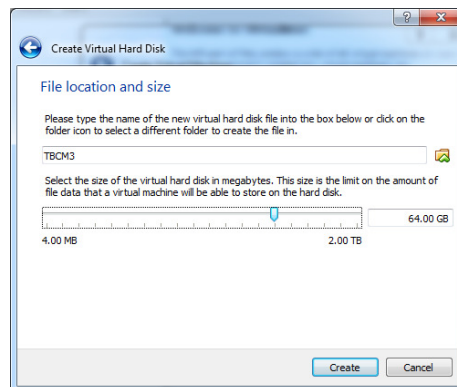 Create Virtual Hard Disk
File location and size
Please type the name of the new virtual hard disk file into the box below or click on the
folder icon to select a different folder to create the file in.
TBCM3
Select the size of the virtual hard disk in megabytes. This size is the limit on the amount of
file data that a virtual machine will be able to store on the hard disk.
64.00 GB
4.00 MB 2.00 TB
Create Cancel